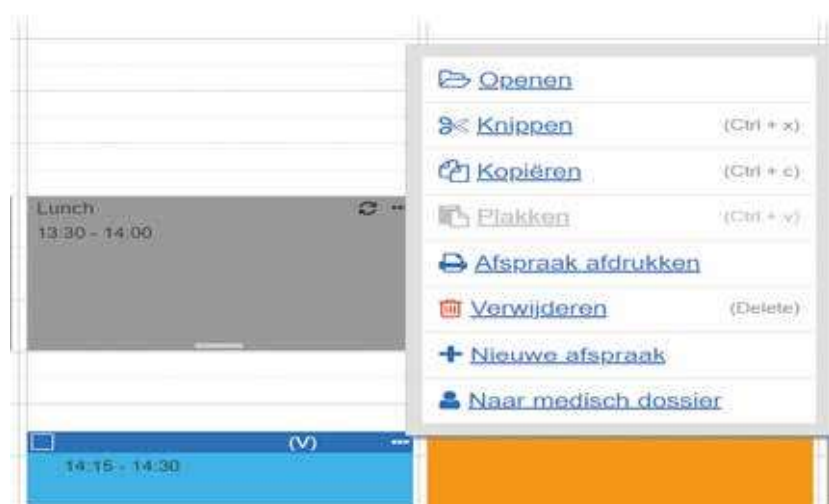 Lunch
13:30 - 14:00
(V)
14:15 - 14:30
Openen
Knippen (Ctrl + x)
Kopiëren (Ctrl + c)
Plakken (Ctrl + v)
Afspraak afdrukken
Verwijderen (Delete)
Nieuwe afspraak
Naar medisch dossier